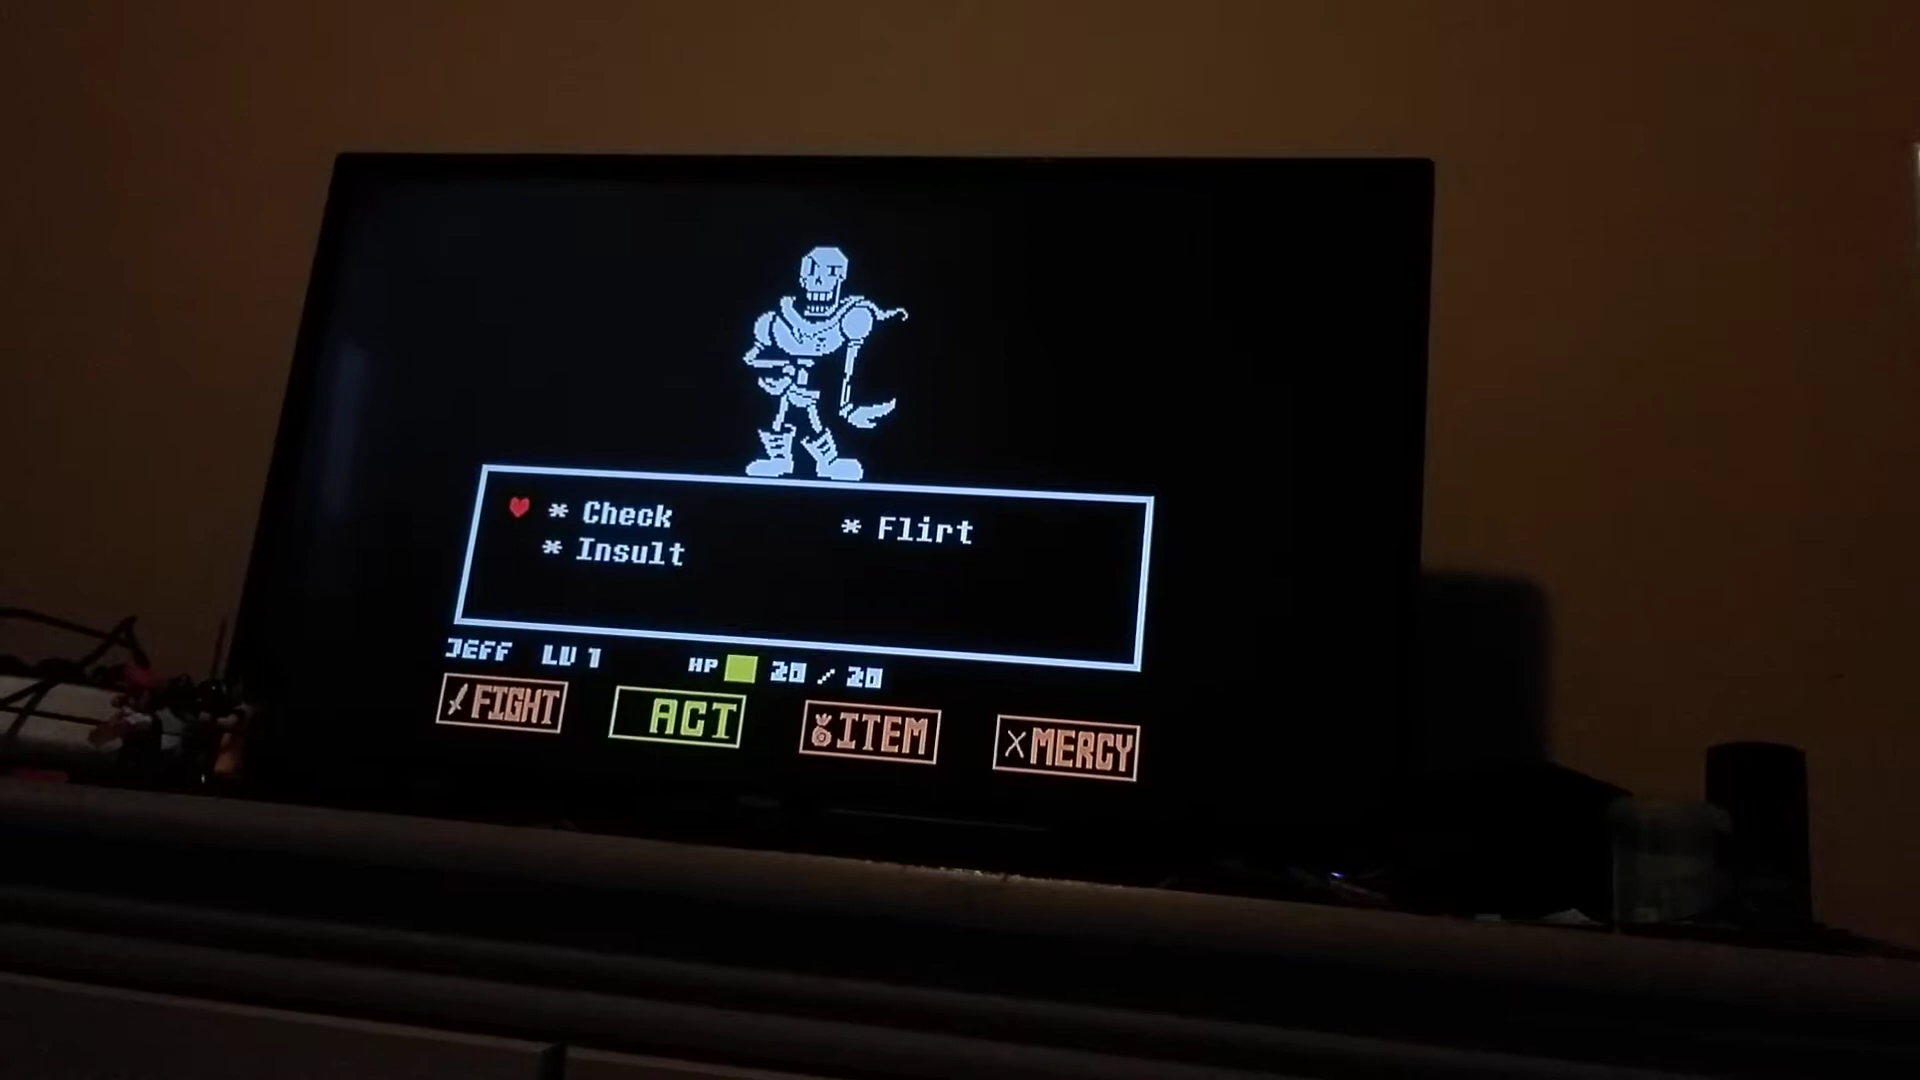 * Check * Flirt
* Insult
JEFF LV 1 HP 20 / 20
FIGHT ACT ITEM MERCY